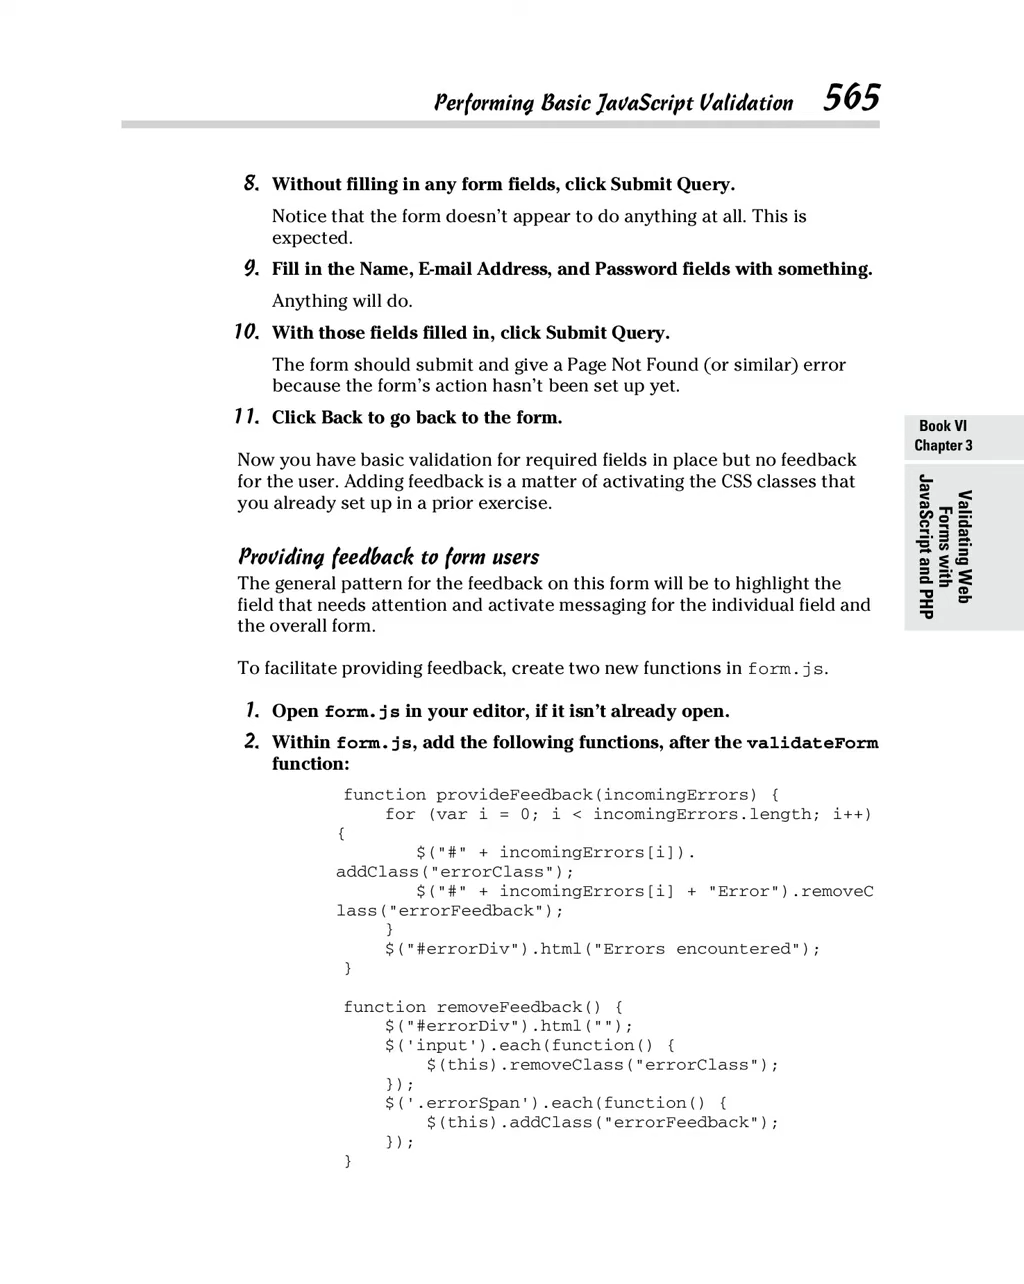 Performing Basic JavaScript Validation 565
8. Without filling in any form fields, click Submit Query.
Notice that the form doesn’t appear to do anything at all. This is
expected.
9. Fill in the Name, E-mail Address, and Password fields with something.
Anything will do.
10. With those fields filled in, click Submit Query.
The form should submit and give a Page Not Found (or similar) error
because the form’s action hasn’t been set up yet.
11. Click Back to go back to the form.
Now you have basic validation for required fields in place but no feedback
for the user. Adding feedback is a matter of activating the CSS classes that
you already set up in a prior exercise.
Providing feedback to form users
The general pattern for the feedback on this form will be to highlight the
field that needs attention and activate messaging for the individual field and
the overall form.
To facilitate providing feedback, create two new functions in form.js.
1. Open form.js in your editor, if it isn’t already open.
2. Within form.js, add the following functions, after the validateForm
function:
function provideFeedback(incomingErrors) {
for (var i = 0; i < incomingErrors.length; i++)
{
$("#" + incomingErrors[i]).
addClass("errorClass");
$("#" + incomingErrors[i] + "Error").removeC
lass("errorFeedback");
}
$("#errorDiv").html("Errors encountered");
}
function removeFeedback() {
$("#errorDiv").html("");
$('input').each(function() {
$(this).removeClass("errorClass");
});
$('.errorSpan').each(function() {
$(this).addClass("errorFeedback");
});
}
Book VI
Chapter 3
Validating Web
Forms with
JavaScript and PHP